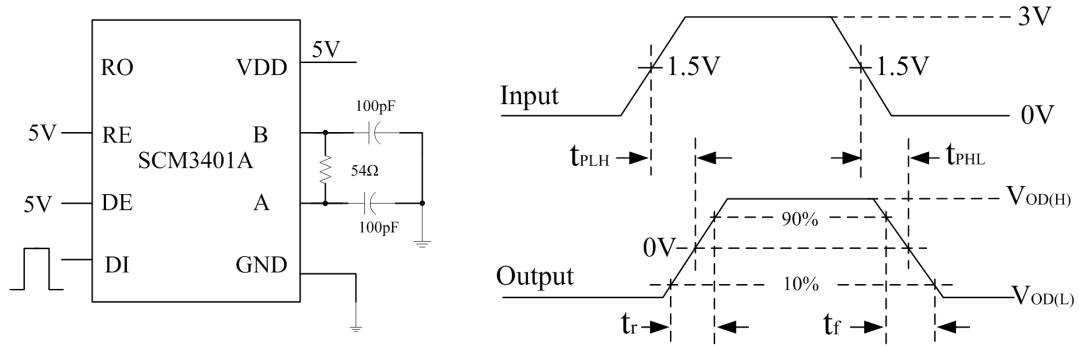 RO
VDD
5V
100pF
5V
RE
B
SCM3401A
54Ω
5V
DE
A
100pF
DI
GND
3V
1.5V
1.5V
Input
0V
tPLH
tPHL
VOD(H)
90%
0V
Output
10%
VOD(L)
tr
tf